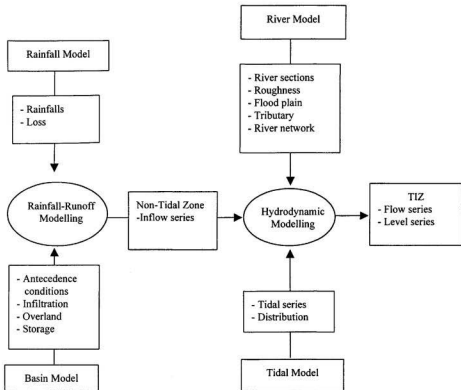 River Model
Rainfall Model
- River sections
- Roughness
- Flood plain
- Tributary
- River network
- Rainfalls
- Loss
Rainfall-Runoff
Modelling
Non-Tidal Zone
-Inflow series
Hydrodynamic
Modelling
TIZ
- Flow series
- Level series
- Antecedence
conditions
- Infiltration
- Overland
- Storage
- Tidal series
- Distribution
Basin Model
Tidal Model